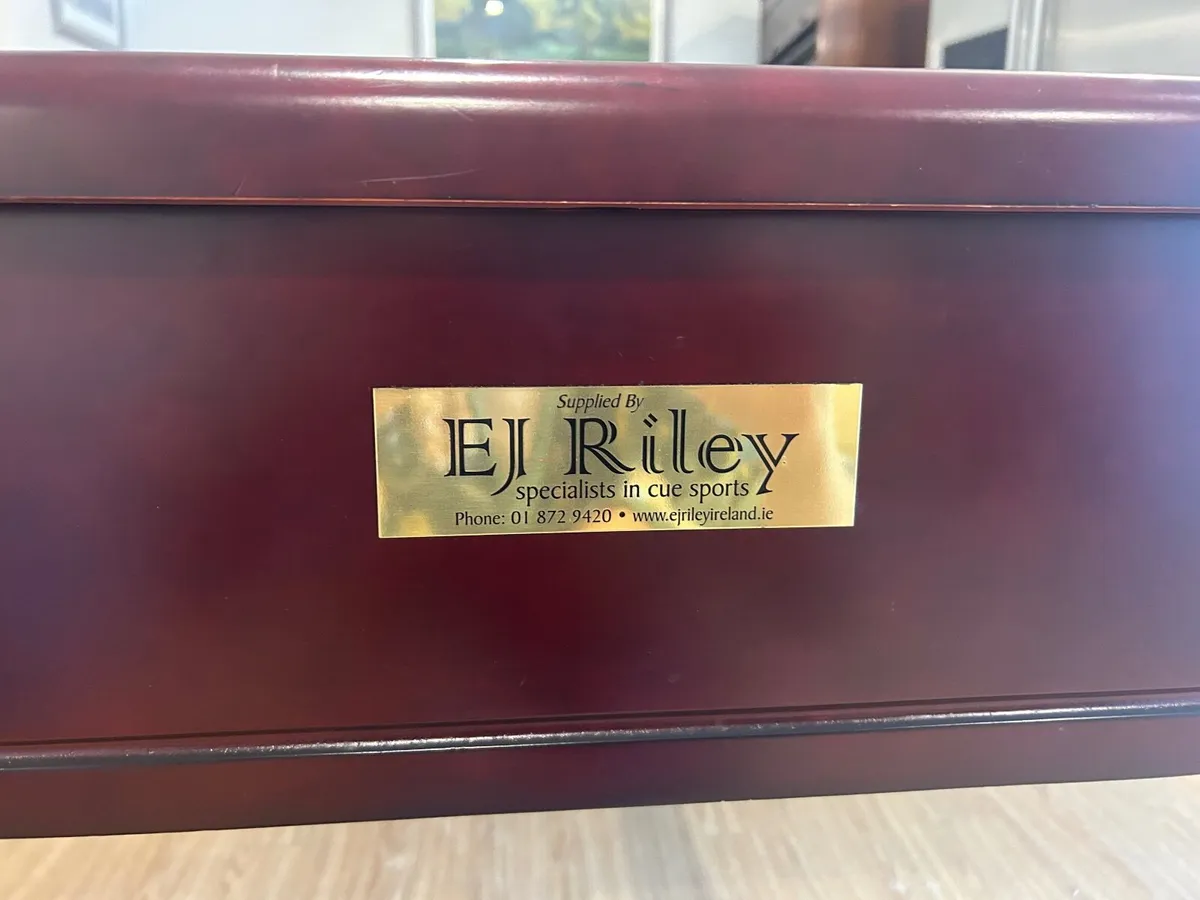 Supplied By
EJ Riley
specialists in cue sports
Phone: 01 872 9420 • www.ejrileyireland.ie